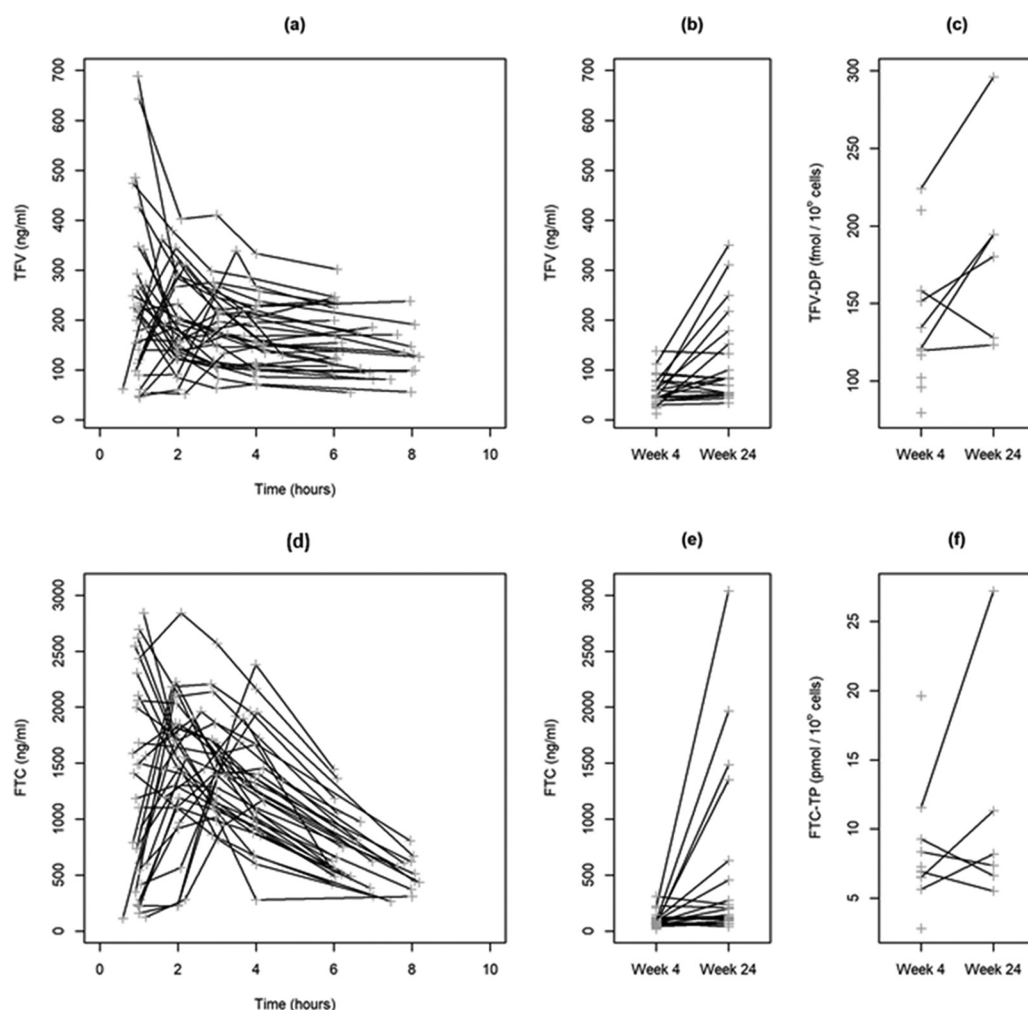 (a)
TFV (ng/ml)
700
600
500
400
300
200
100
0
0 2 4 6 8 10
Time (hours)
(b)
TFV (ng/ml)
700
600
500
400
300
200
100
0
Week 4 Week 24
(c)
TFV-DP (fmol / 10⁶ cells)
300
250
200
150
100
Week 4 Week 24
(d)
FTC (ng/ml)
3000
2500
2000
1500
1000
500
0
0 2 4 6 8 10
Time (hours)
(e)
FTC (ng/ml)
3000
2500
2000
1500
1000
500
0
Week 4 Week 24
(f)
FTC-TP (pmol / 10⁶ cells)
25
20
15
10
5
Week 4 Week 24